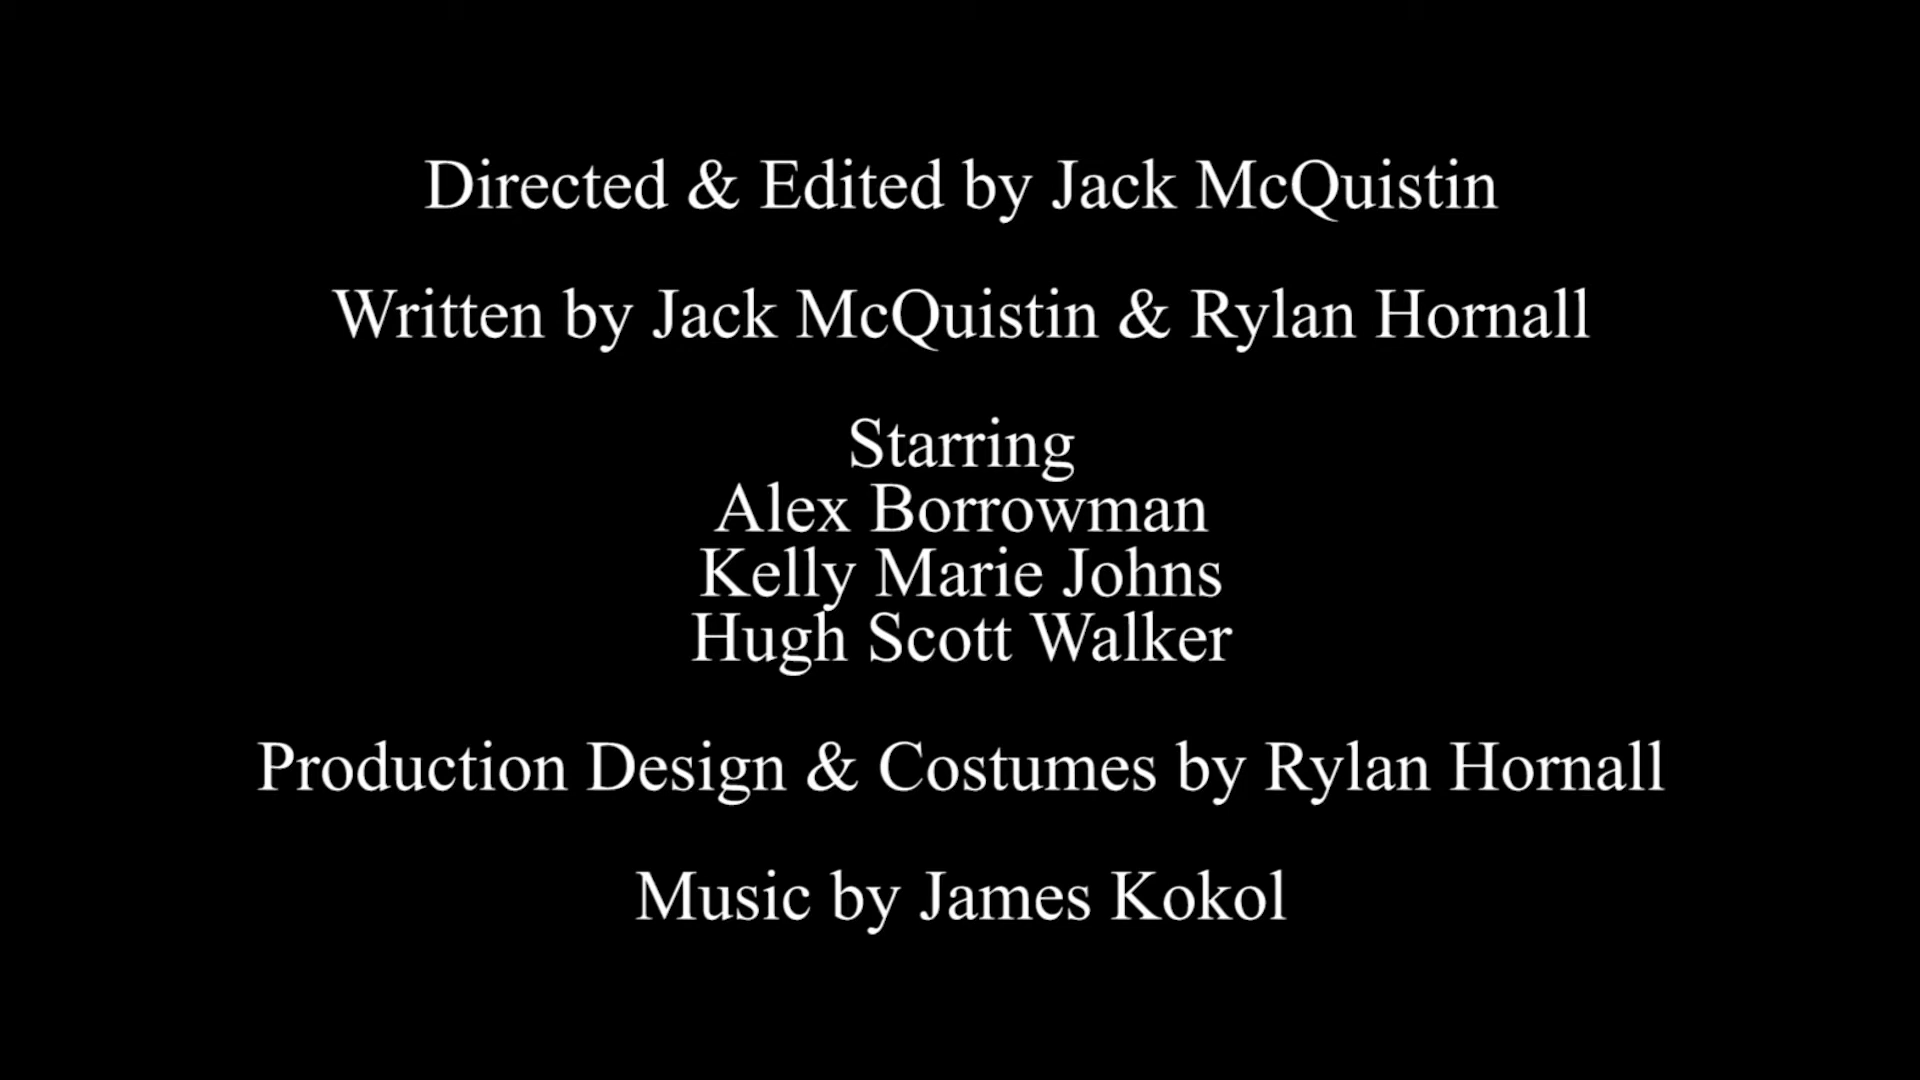 Directed & Edited by Jack McQuistin
Written by Jack McQuistin & Rylan Hornall
Starring
Alex Borrowman
Kelly Marie Johns
Hugh Scott Walker
Production Design & Costumes by Rylan Hornall
Music by James Kokol